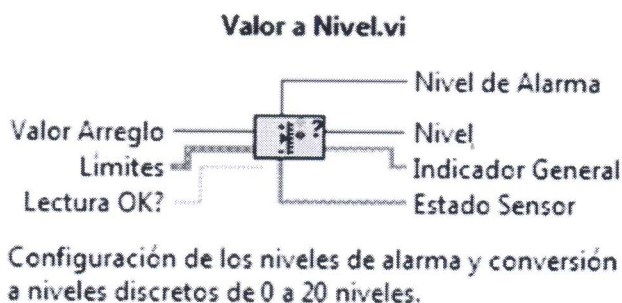 Valor a Nivel.vi
Nivel de Alarma
Valor Arreglo
Nivel
Límites
Indicador General
Lectura OK?
Estado Sensor
Configuración de los niveles de alarma y conversión
a niveles discretos de 0 a 20 niveles.